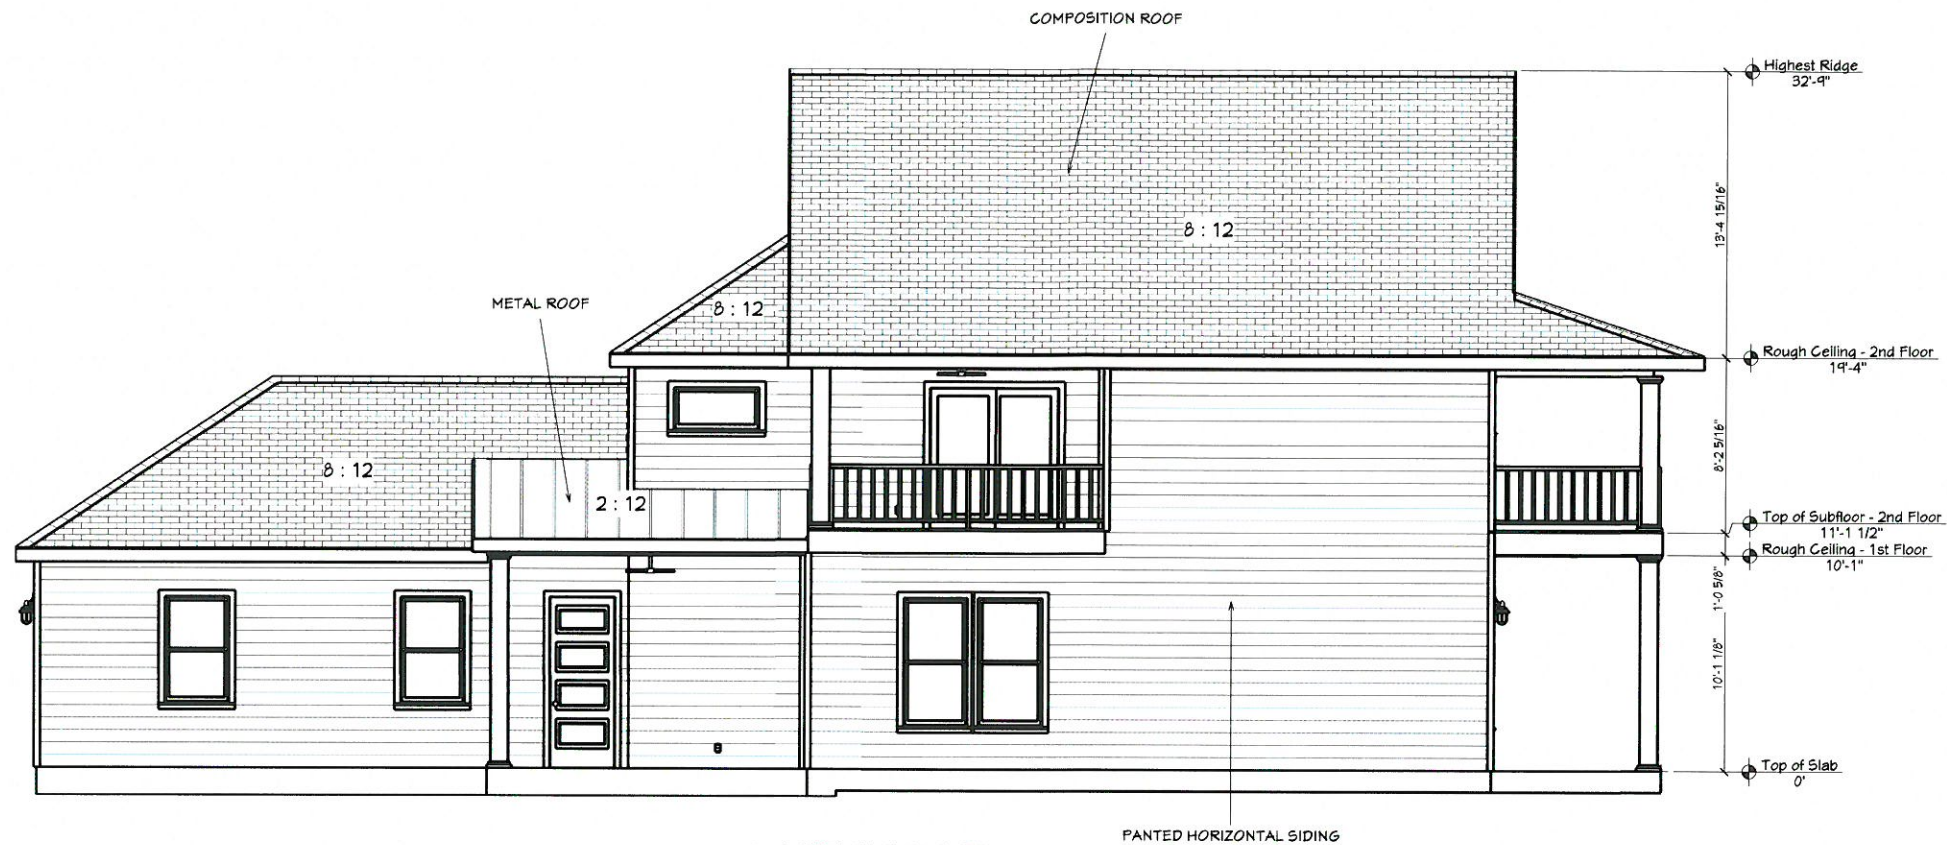 COMPOSITION ROOF
Highest Ridge
32'-9"
13'-4 15/16"
8 : 12
METAL ROOF
8 : 12
Rough Ceiling - 2nd Floor
19'-4"
8 : 12
8'-2 5/16"
2 : 12
Top of Subfloor - 2nd Floor
11'-1 1/2"
Rough Ceiling - 1st Floor
10'-1"
1'-0 5/8"
10'-1 1/8"
Top of Slab
0'
PANTED HORIZONTAL SIDING